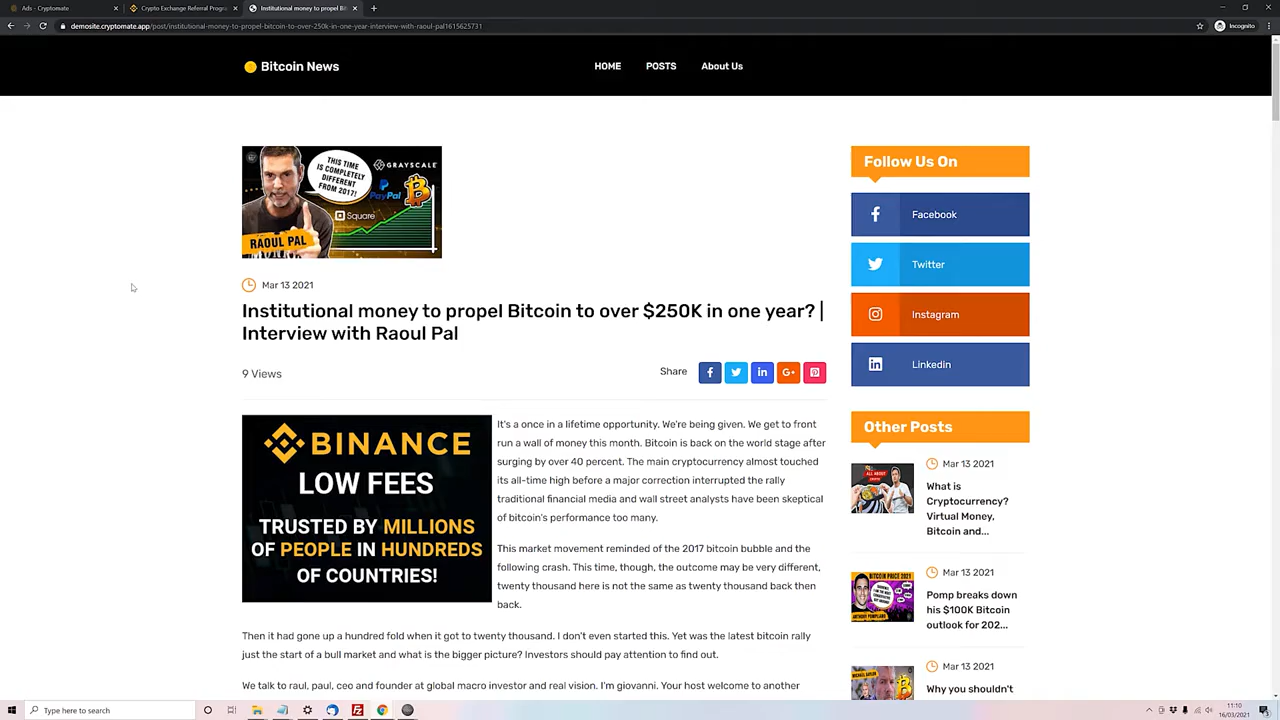 Ads - Cryptomate
Crypto Exchange Referral Progra
Institutional money to propel Bit
Incognito
demosite.cryptomate.app/post/institutional-money-to-propel-bitcoin-to-over-250k-in-one-year-interview-with-raoul-pal1615625731
Bitcoin News
HOME
POSTS
About Us
THIS TIME
IS COMPLETELY
DIFFERENT
FROM 2017!
GRAYSCALE
PayPal
Square
RAOUL PAL
Mar 13 2021
Institutional money to propel Bitcoin to over $250K in one year? |
Interview with Raoul Pal
9 Views
Share
BINANCE
LOW FEES
TRUSTED BY MILLIONS
OF PEOPLE IN HUNDREDS
OF COUNTRIES!
It's a once in a lifetime opportunity. We're being given. We get to front
run a wall of money this month. Bitcoin is back on the world stage after
surging by over 40 percent. The main cryptocurrency almost touched
its all-time high before a major correction interrupted the rally
traditional financial media and wall street analysts have been skeptical
of bitcoin's performance too many.
This market movement reminded of the 2017 bitcoin bubble and the
following crash. This time, though, the outcome may be very different,
twenty thousand here is not the same as twenty thousand back then
back.
Then it had gone up a hundred fold when it got to twenty thousand. I don't even started this. Yet was the latest bitcoin rally
just the start of a bull market and what is the bigger picture? Investors should pay attention to find out.
We talk to raul, paul, ceo and founder at global macro investor and real vision. I'm giovanni. Your host welcome to another
Follow Us On
Facebook
Twitter
Instagram
Linkedin
Other Posts
Mar 13 2021
What is
Cryptocurrency?
Virtual Money,
Bitcoin and...
BITCOIN PRICE 2021
Mar 13 2021
Pomp breaks down
his $100K Bitcoin
outlook for 202...
Mar 13 2021
Why you shouldn't
Type here to search
11:10
16/03/2021